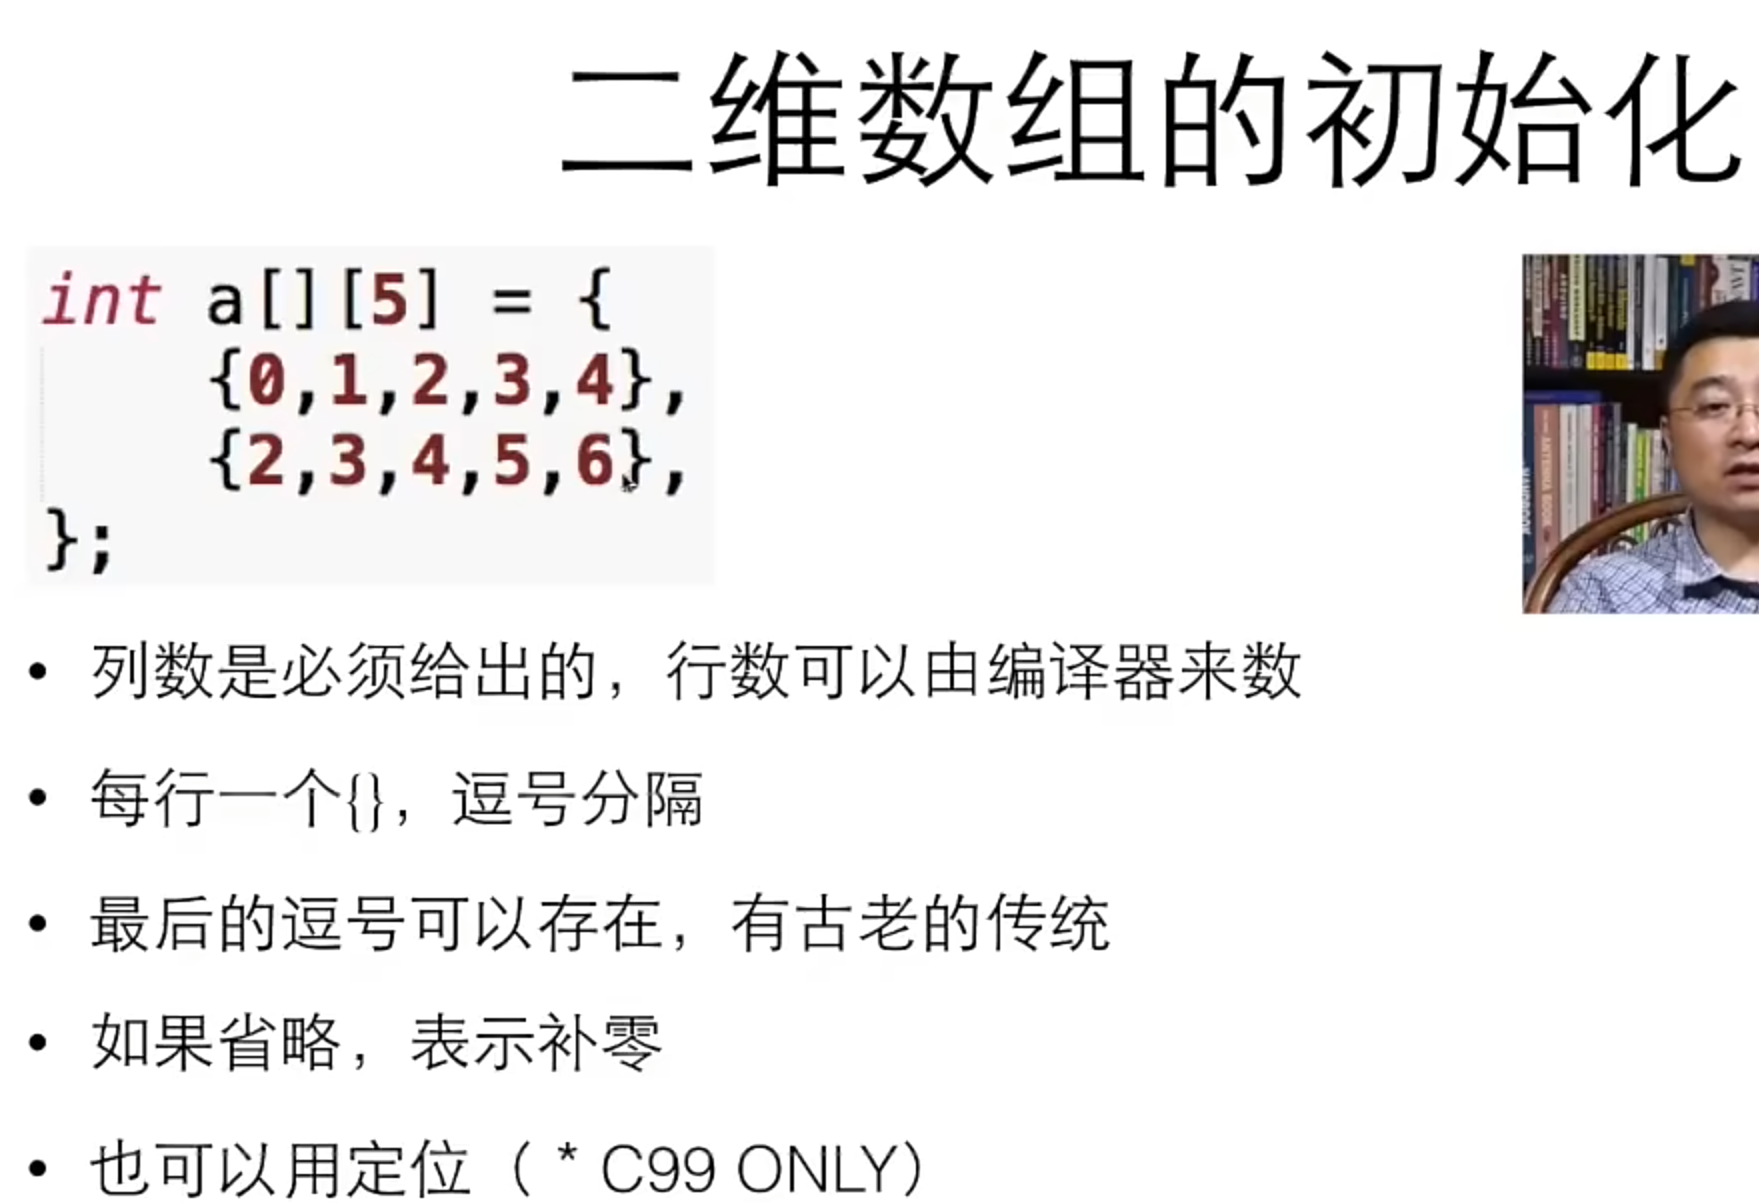 二维数组的初始化
int a[][5] = {
    {0,1,2,3,4},
    {2,3,4,5,6},
};
• 列数是必须给出的，行数可以由编译器来数
• 每行一个{}，逗号分隔
• 最后的逗号可以存在，有古老的传统
• 如果省略，表示补零
• 也可以用定位（ * C99 ONLY）